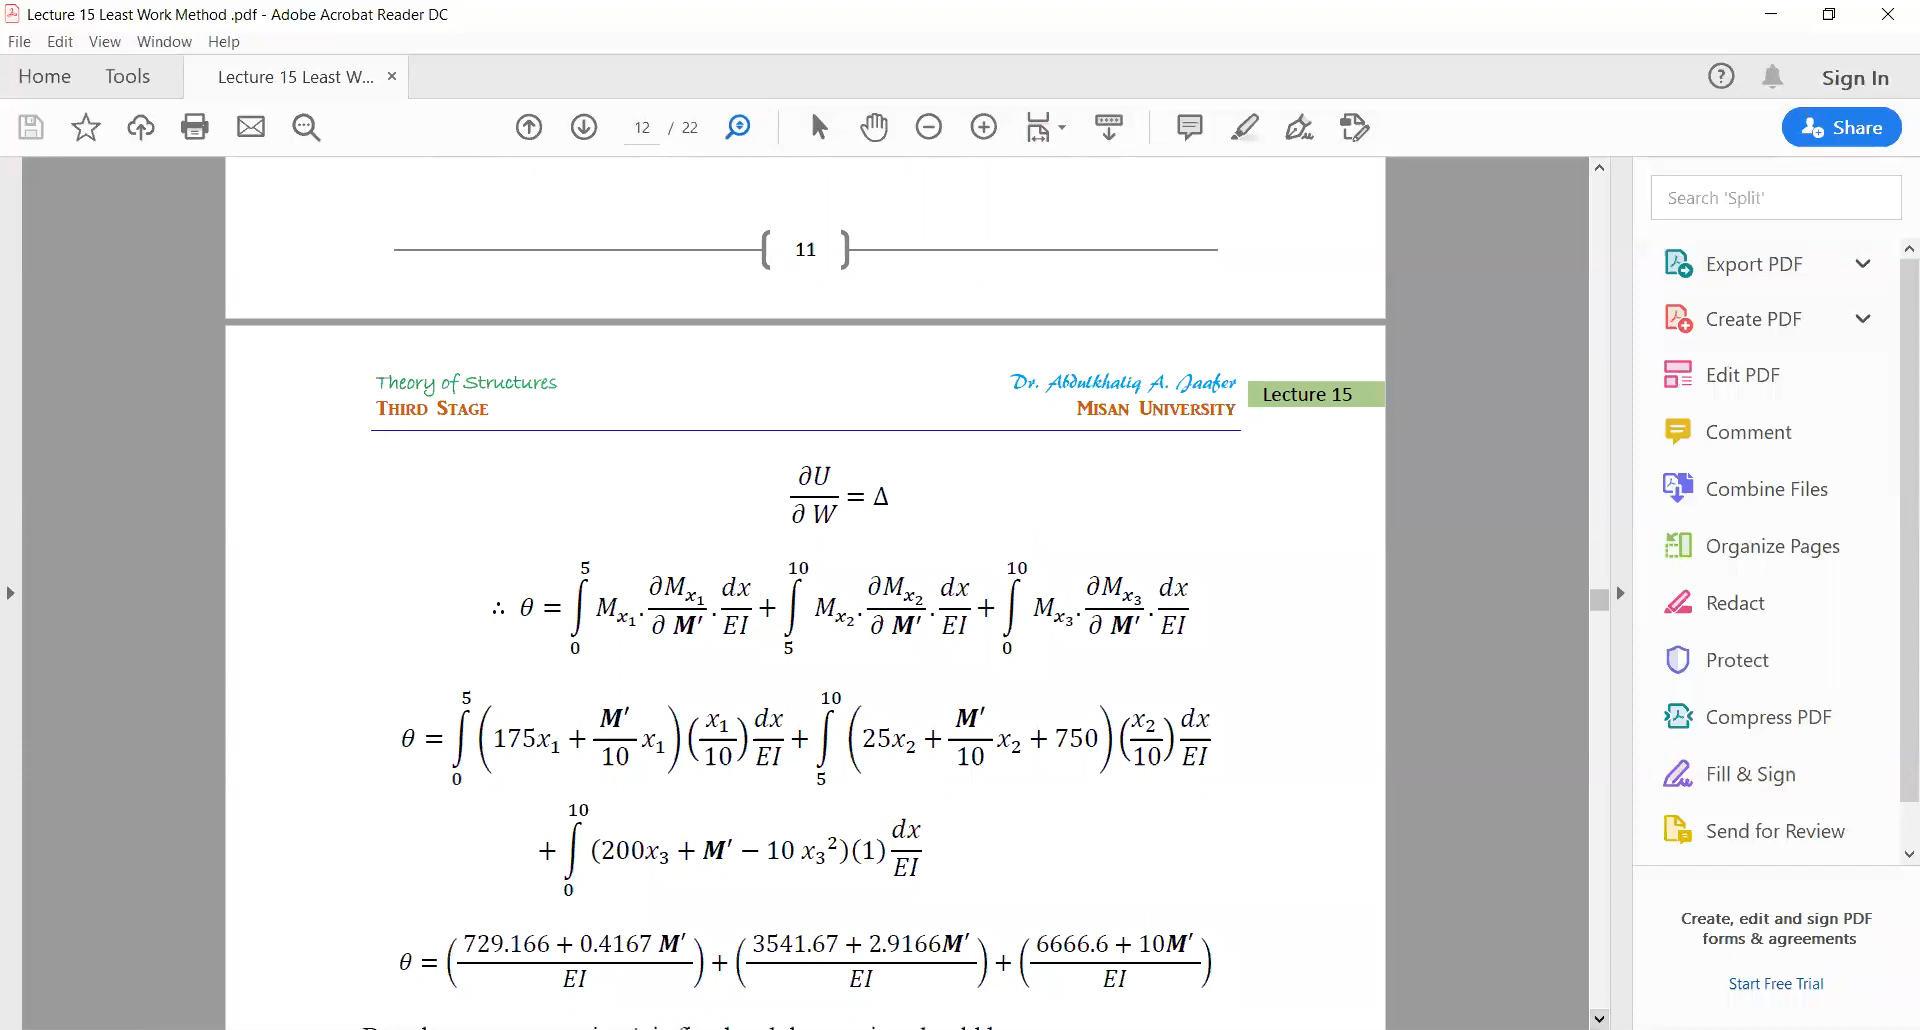 Lecture 15 Least Work Method .pdf - Adobe Acrobat Reader DC
File Edit View Window Help
Home Tools Lecture 15 Least W... × Sign In
12 / 22 Share
Search 'Split'
Export PDF
Create PDF
Edit PDF
Comment
Combine Files
Organize Pages
Redact
Protect
Compress PDF
Fill & Sign
Send for Review
Create, edit and sign PDF
forms & agreements
Start Free Trial
11
Theory of Structures Dr. Abdulkhaliq A. Jaafer Lecture 15
THIRD STAGE MISAN UNIVERSITY
∂U/∂ W = Δ
∴ θ = ∫₀⁵ Mx₁. ∂Mx₁/∂ M′ . dx/EI + ∫₅¹⁰ Mx₂. ∂Mx₂/∂ M′ . dx/EI + ∫₀¹⁰ Mx₃. ∂Mx₃/∂ M′ . dx/EI
θ = ∫₀⁵ (175x₁ + M′/10 x₁)(x₁/10) dx/EI + ∫₅¹⁰ (25x₂ + M′/10 x₂ + 750)(x₂/10) dx/EI
+ ∫₀¹⁰ (200x₃ + M′ − 10 x₃²)(1) dx/EI
θ = (729.166 + 0.4167 M′/EI) + (3541.67 + 2.9166M′/EI) + (6666.6 + 10M′/EI)